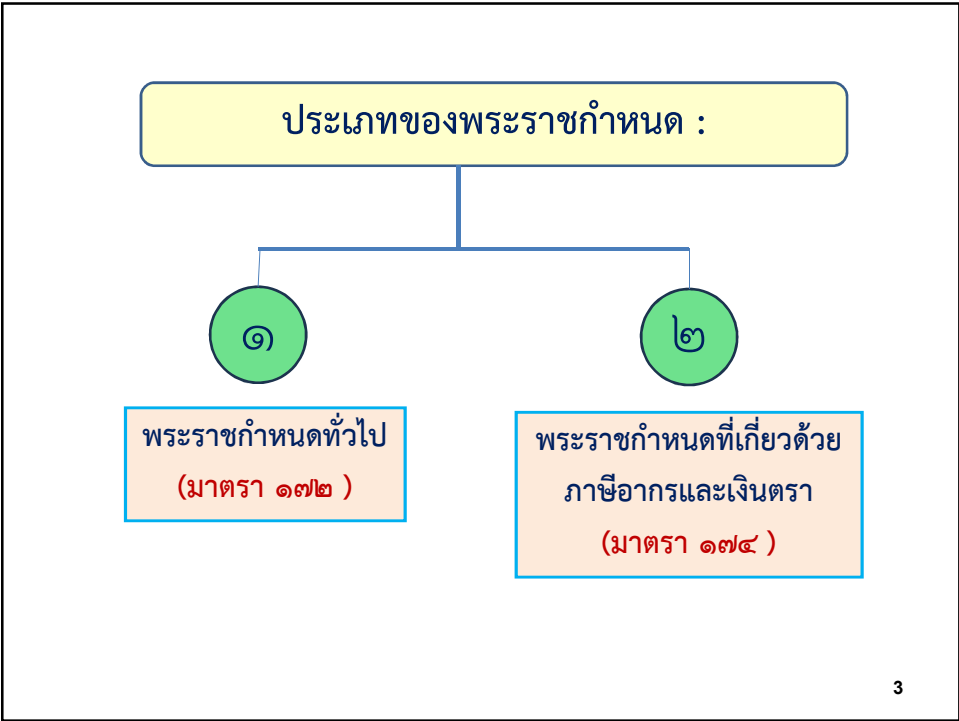 ประเภทของพระราชกำหนด :
๑
๒
พระราชกำหนดทั่วไป
(มาตรา ๑๗๒ )
พระราชกำหนดที่เกี่ยวด้วย
ภาษีอากรและเงินตรา
(มาตรา ๑๗๔ )
3